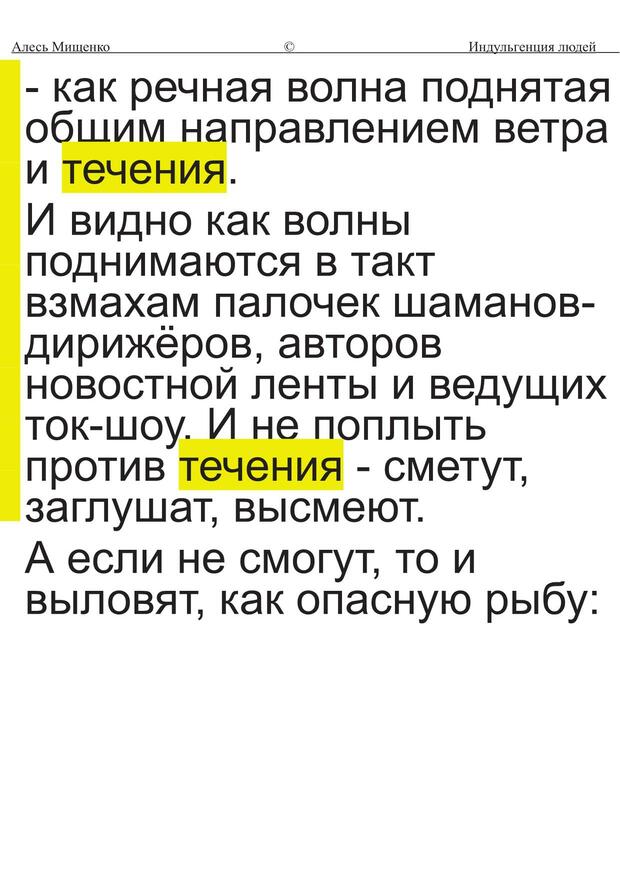 Алесь Мищенко © Индульгенция людей
- как речная волна поднятая
общим направлением ветра
и течения.
И видно как волны
поднимаются в такт
взмахам палочек шаманов-
дирижёров, авторов
новостной ленты и ведущих
ток-шоу. И не поплыть
против течения - сметут,
заглушат, высмеют.
А если не смогут, то и
выловят, как опасную рыбу: